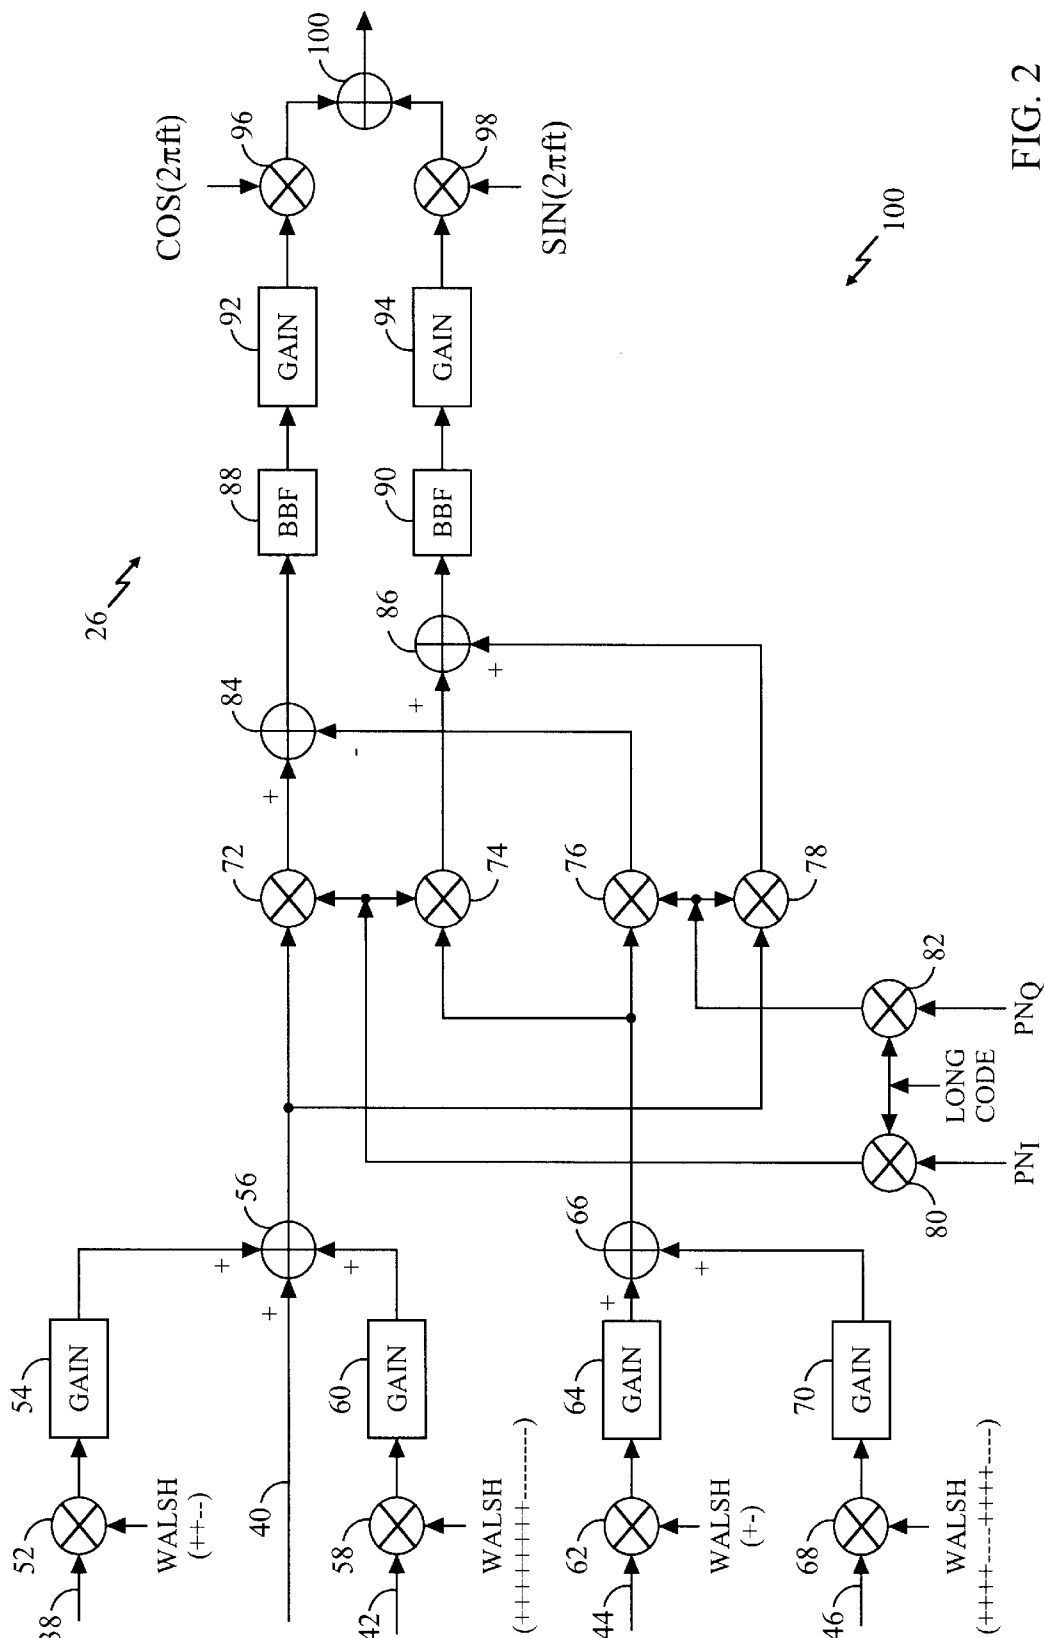 FIG. 2
26
100
38
52
WALSH
(++--)
54
GAIN
+
40
+
56
42
58
WALSH
(++++++++--------)
60
GAIN
+
44
62
WALSH
(+-)
64
GAIN
+
66
46
68
WALSH
(++++----++++----)
70
GAIN
+
80
PNI
LONG
CODE
82
PNQ
72
74
76
78
+
84
-
+
86
+
88
BBF
90
BBF
92
GAIN
94
GAIN
COS(2πft)
96
98
SIN(2πft)
100